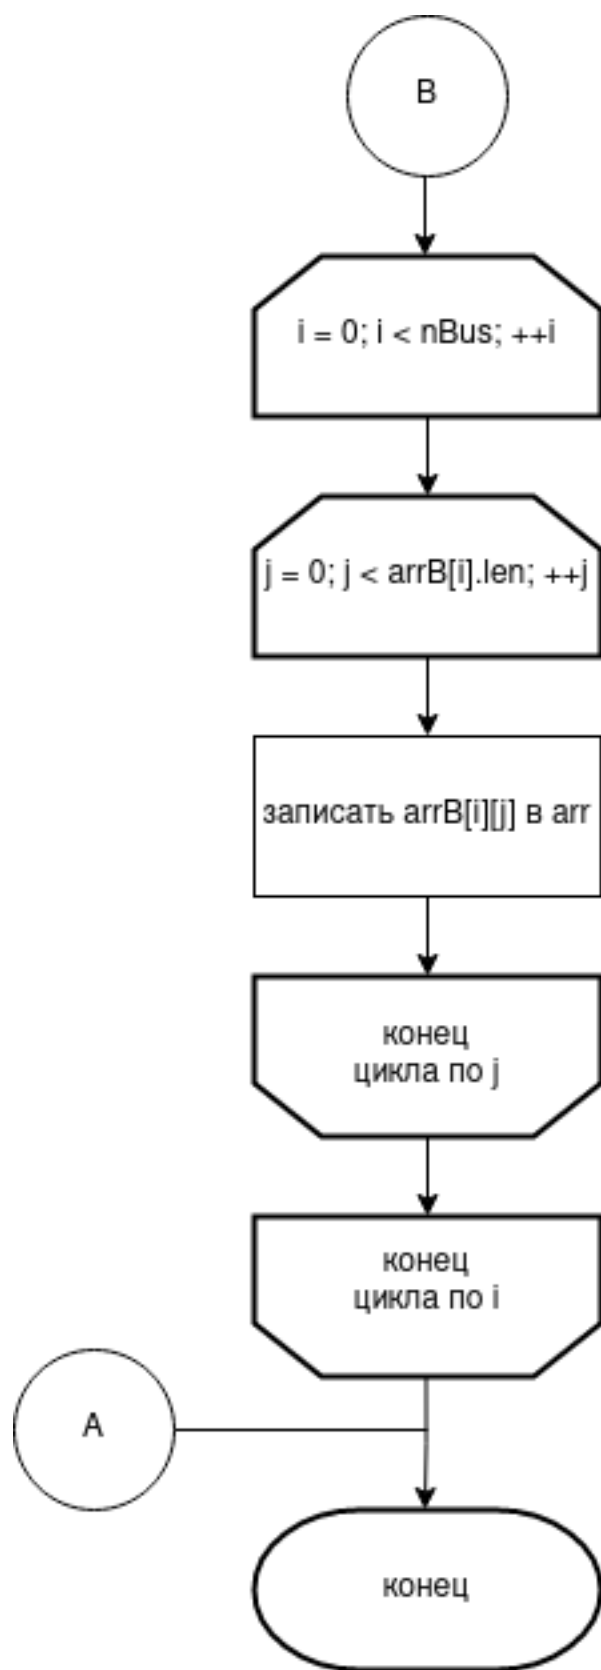 B
i = 0; i < nBus; ++i
j = 0; j < arrB[i].len; ++j
записать arrB[i][j] в arr
конец
цикла по j
конец
цикла по i
A
конец